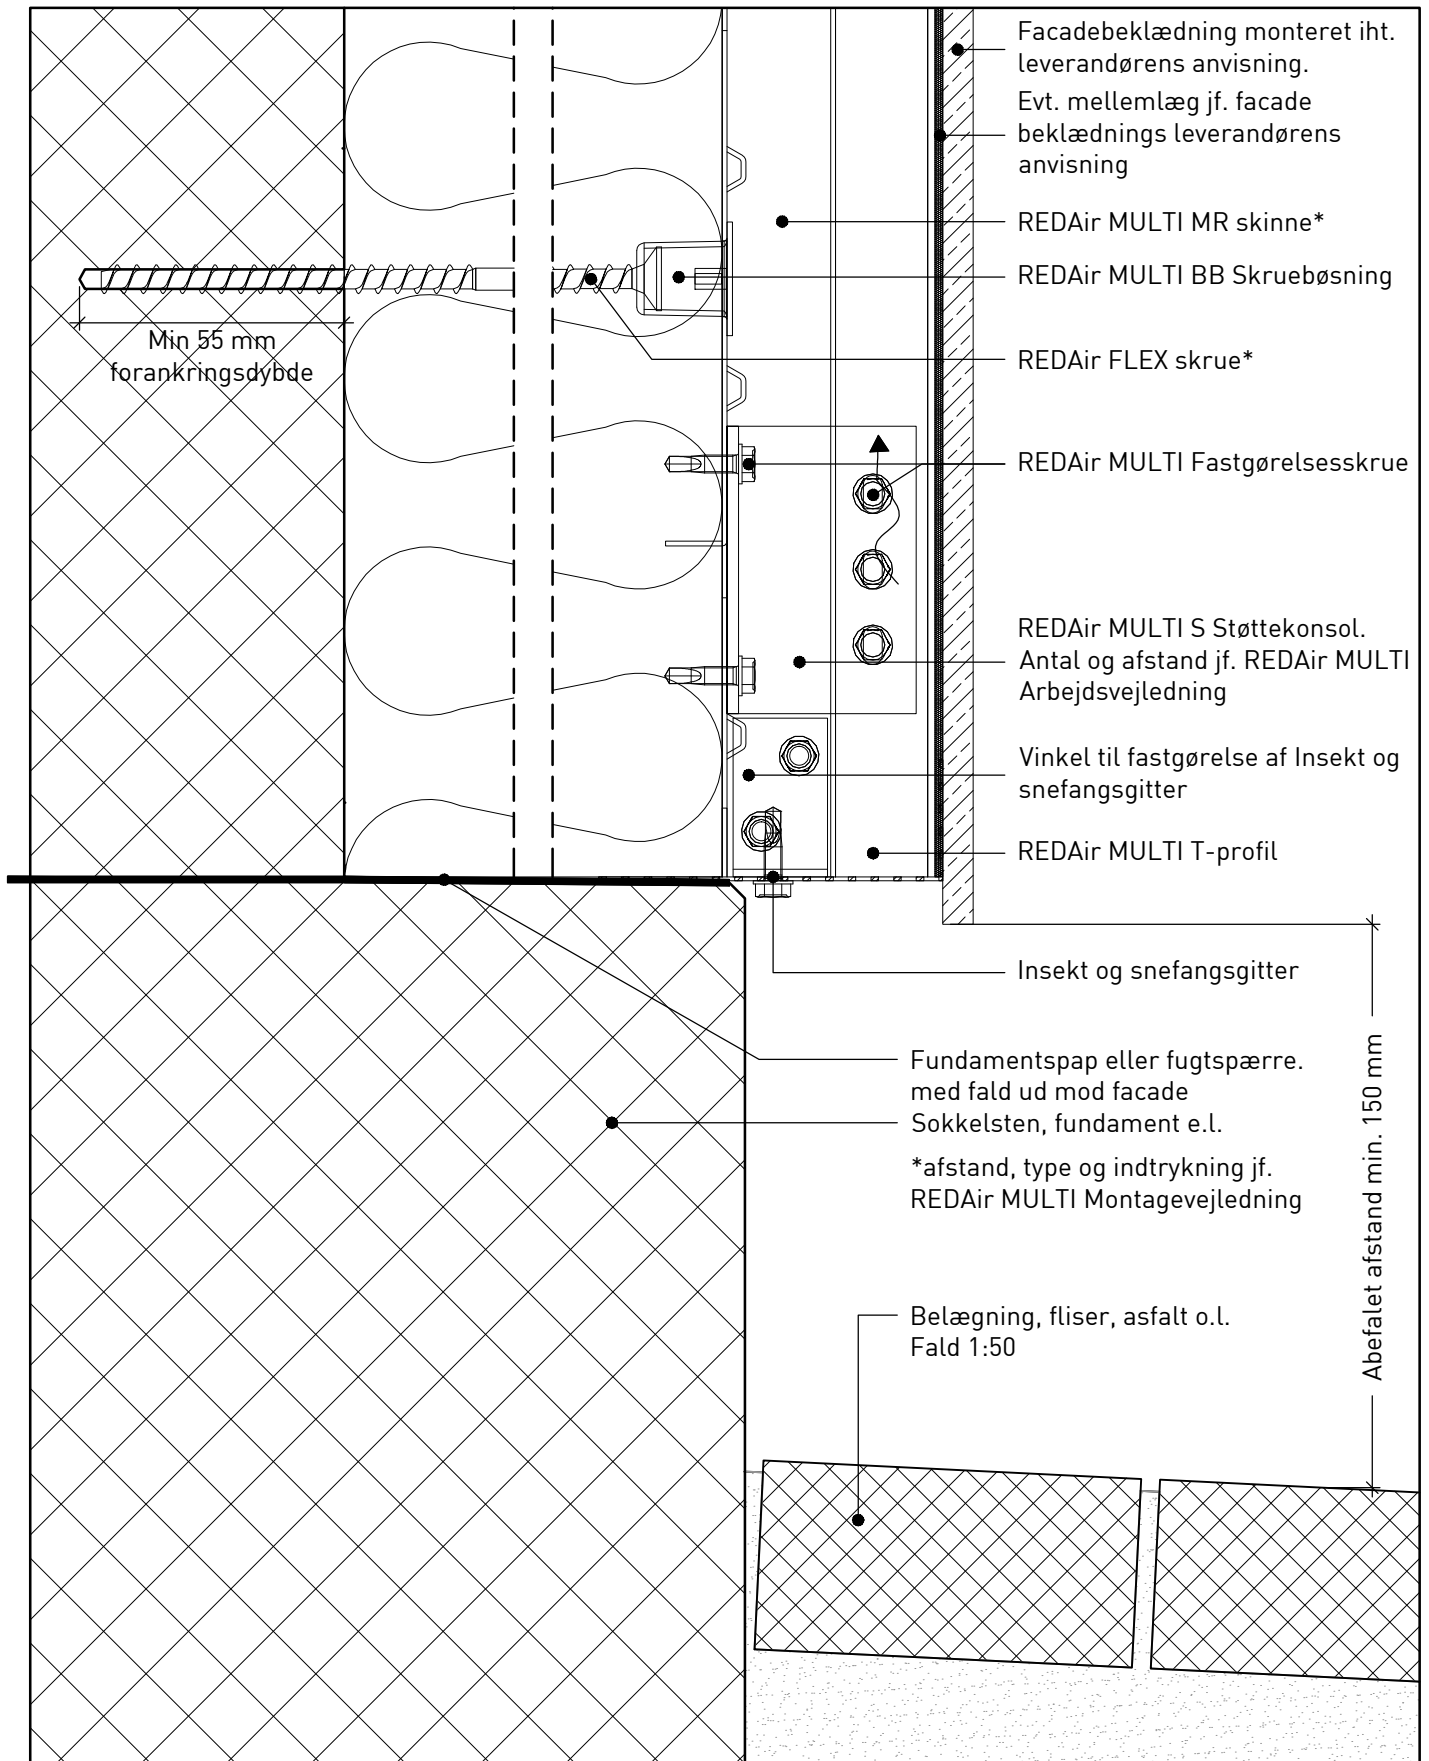 Facadebeklædning monteret iht.
leverandørens anvisning.
Evt. mellemlæg jf. facade
beklædnings leverandørens
anvisning
REDAir MULTI MR skinne*
REDAir MULTI BB Skruebøsning
Min 55 mm
forankringsdybde
REDAir FLEX skrue*
REDAir MULTI Fastgørelsesskrue
REDAir MULTI S Støttekonsol.
Antal og afstand jf. REDAir MULTI
Arbejdsvejledning
Vinkel til fastgørelse af Insekt og
snefangsgitter
REDAir MULTI T-profil
Insekt og snefangsgitter
Fundamentspap eller fugtspærre.
med fald ud mod facade
Sokkelsten, fundament e.l.
*afstand, type og indtrykning jf.
REDAir MULTI Montagevejledning
Abefalet afstand min. 150 mm
Belægning, fliser, asfalt o.l.
Fald 1:50